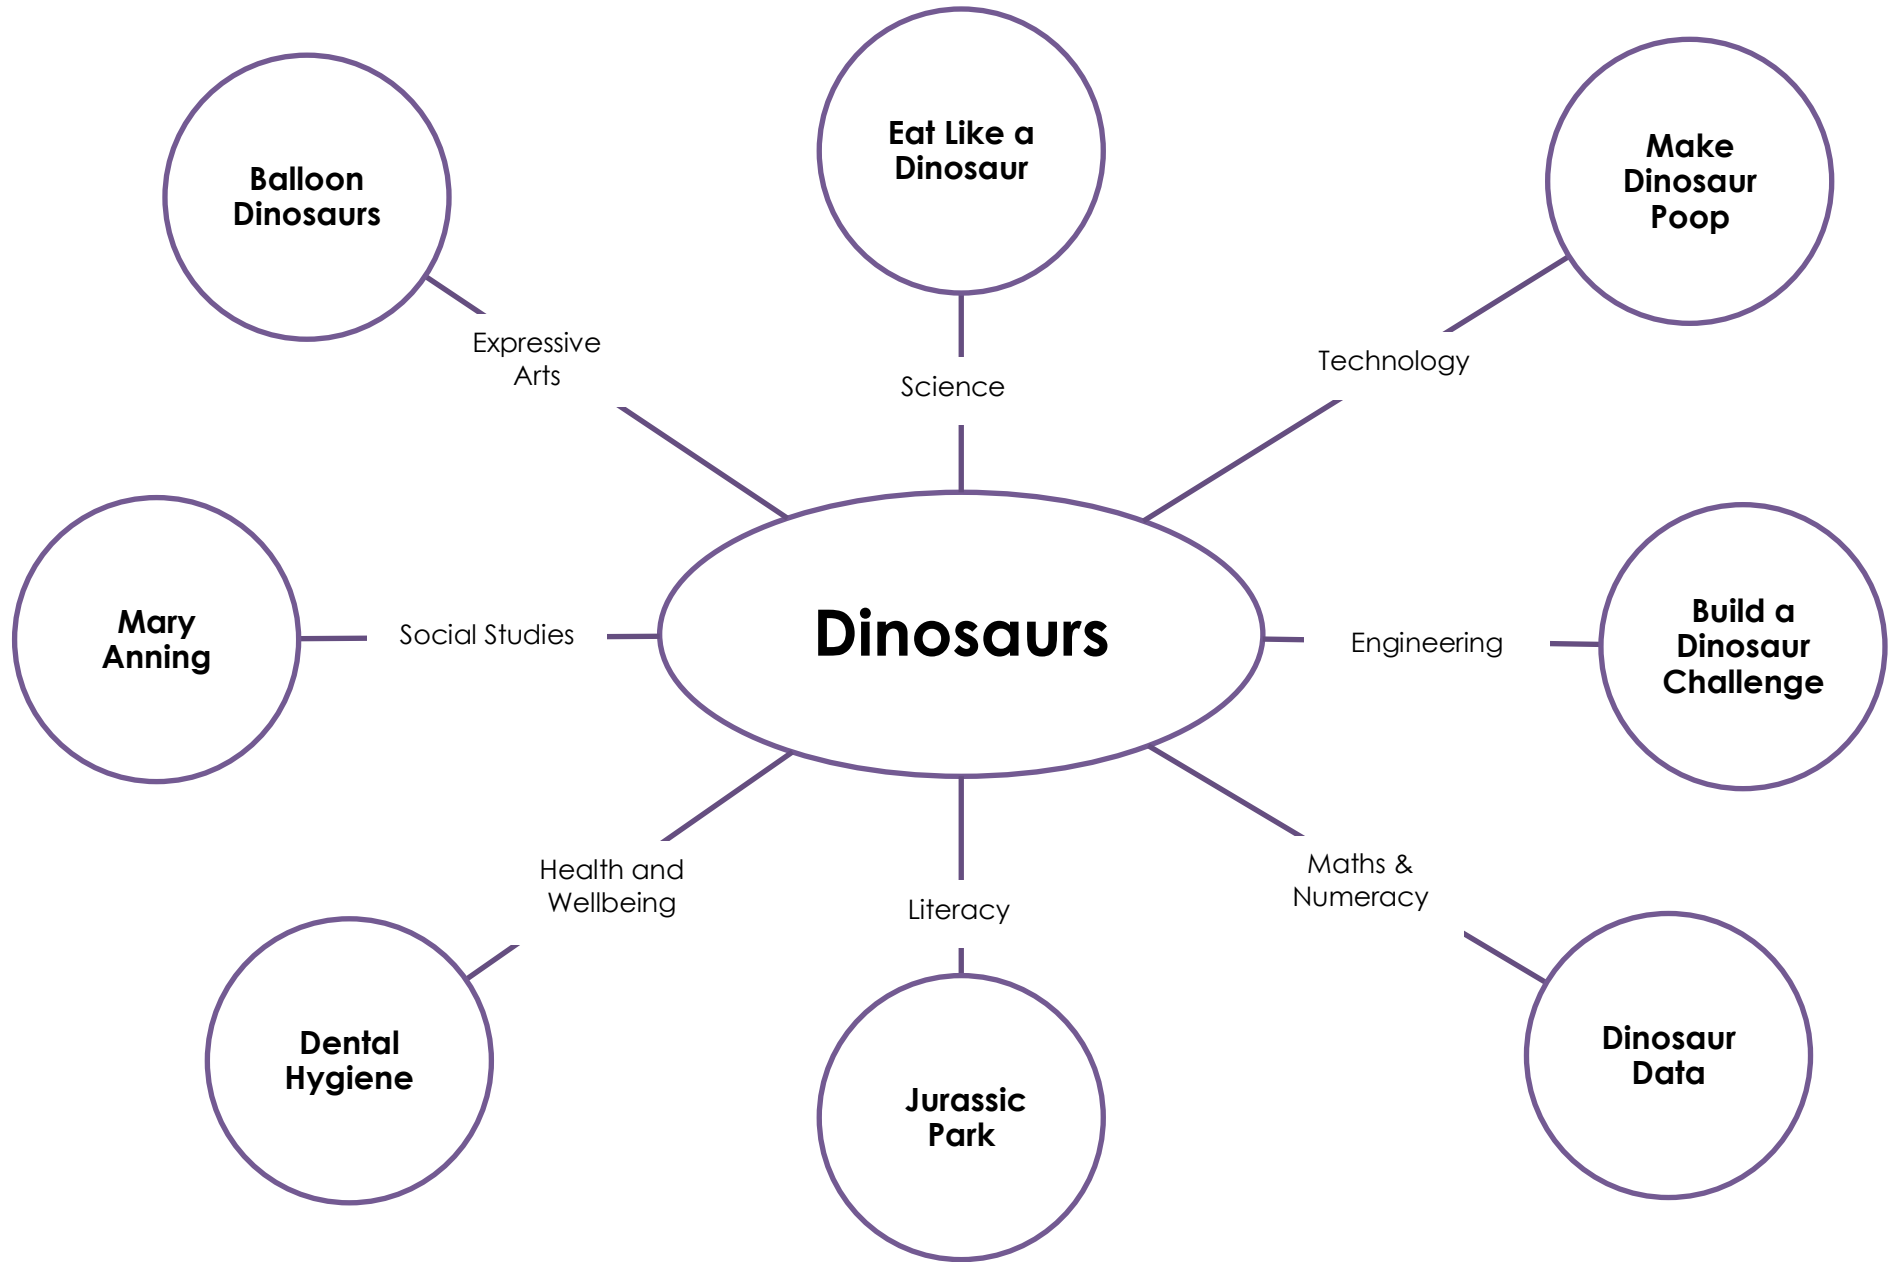 Eat Like a
Dinosaur
Make
Dinosaur
Poop
Balloon
Dinosaurs
Expressive
Arts
Science
Technology
Mary
Anning
Social Studies
Dinosaurs
Engineering
Build a
Dinosaur
Challenge
Health and
Wellbeing
Literacy
Maths &
Numeracy
Dental
Hygiene
Jurassic
Park
Dinosaur
Data